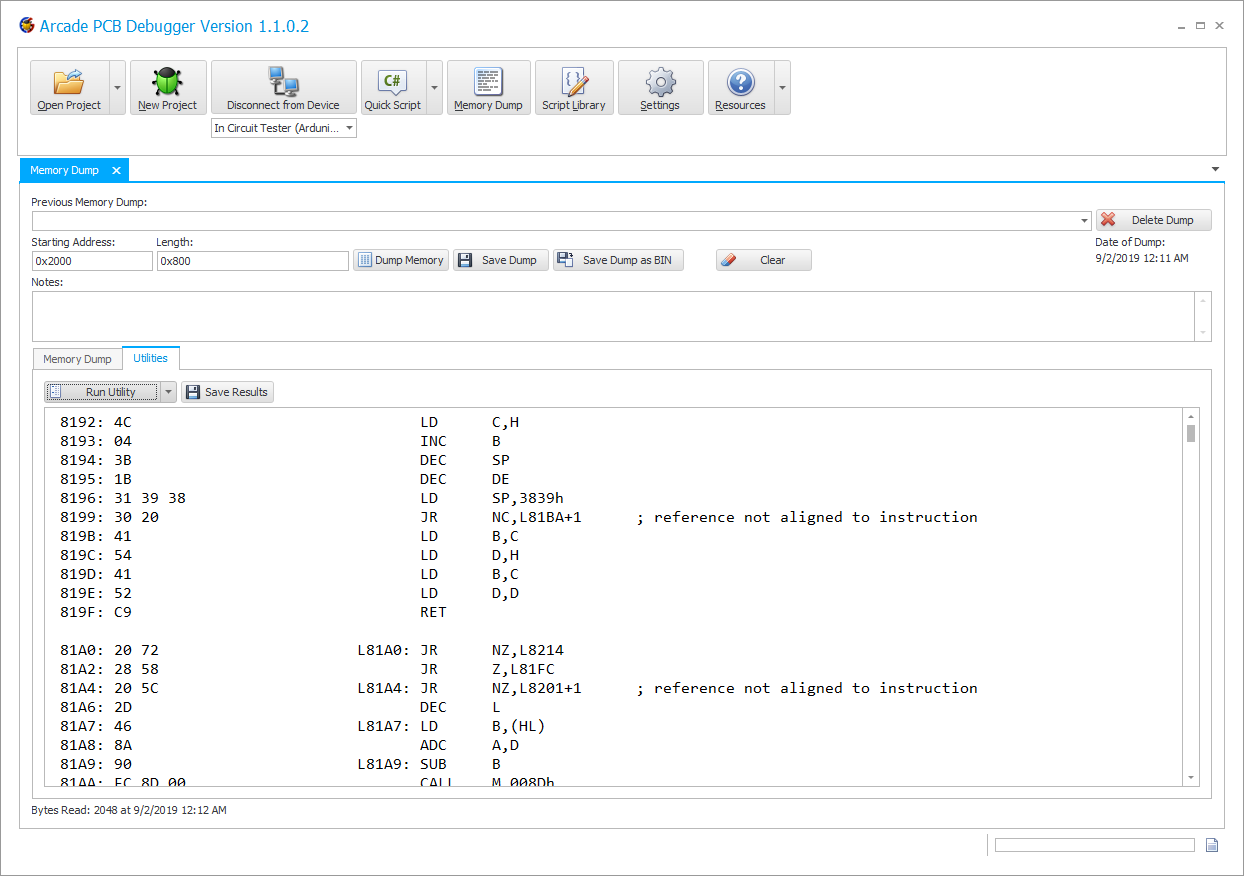 Arcade PCB Debugger Version 1.1.0.2
Open Project New Project Disconnect from Device Quick Script Memory Dump Script Library Settings Resources
In Circuit Tester (Arduni...
Memory Dump
Previous Memory Dump:
Delete Dump
Starting Address: Length: Date of Dump:
0x2000 0x800 Dump Memory Save Dump Save Dump as BIN Clear 9/2/2019 12:11 AM
Notes:
Memory Dump Utilities
Run Utility Save Results
8192: 4C LD C,H
8193: 04 INC B
8194: 3B DEC SP
8195: 1B DEC DE
8196: 31 39 38 LD SP,3839h
8199: 30 20 JR NC,L81BA+1 ; reference not aligned to instruction
819B: 41 LD B,C
819C: 54 LD D,H
819D: 41 LD B,C
819E: 52 LD D,D
819F: C9 RET
81A0: 20 72 L81A0: JR NZ,L8214
81A2: 28 58 JR Z,L81FC
81A4: 20 5C L81A4: JR NZ,L8201+1 ; reference not aligned to instruction
81A6: 2D DEC L
81A7: 46 L81A7: LD B,(HL)
81A8: 8A ADC A,D
81A9: 90 L81A9: SUB B
81AA: FC 8D 00 CALL M,008Dh
Bytes Read: 2048 at 9/2/2019 12:12 AM